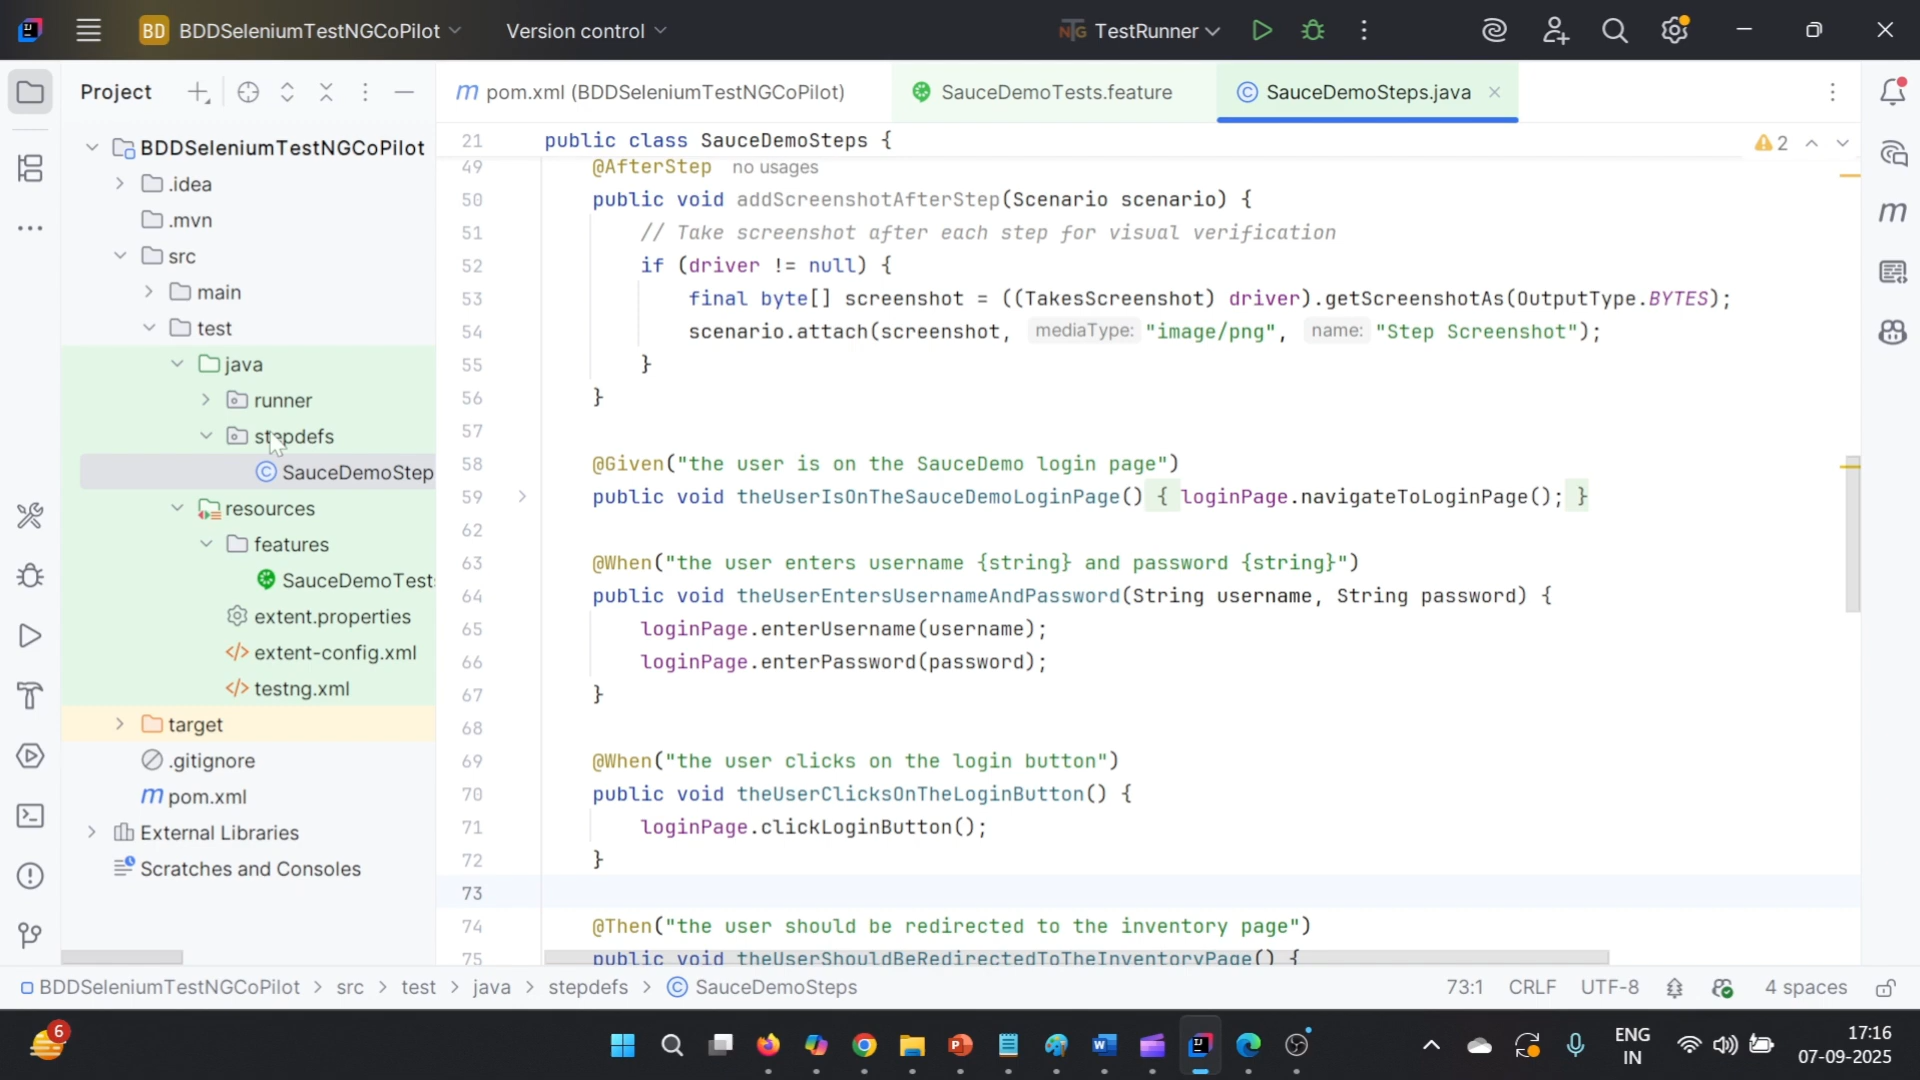 BD BDDSeleniumTestNGCoPilot Version control TestRunner
Project
m pom.xml (BDDSeleniumTestNGCoPilot) SauceDemoTests.feature SauceDemoSteps.java
BDDSeleniumTestNGCoPilot
.idea
.mvn
src
main
test
java
runner
stepdefs
SauceDemoStep
resources
features
SauceDemoTest
extent.properties
extent-config.xml
testng.xml
target
.gitignore
m pom.xml
External Libraries
Scratches and Consoles
21 public class SauceDemoSteps { 2
49 @AfterStep no usages
50 public void addScreenshotAfterStep(Scenario scenario) {
51 // Take screenshot after each step for visual verification
52 if (driver != null) {
53 final byte[] screenshot = ((TakesScreenshot) driver).getScreenshotAs(OutputType.BYTES);
54 scenario.attach(screenshot, mediaType: "image/png", name: "Step Screenshot");
55 }
56 }
57
58 @Given("the user is on the SauceDemo login page")
59 public void theUserIsOnTheSauceDemoLoginPage() { loginPage.navigateToLoginPage(); }
62
63 @When("the user enters username {string} and password {string}")
64 public void theUserEntersUsernameAndPassword(String username, String password) {
65 loginPage.enterUsername(username);
66 loginPage.enterPassword(password);
67 }
68
69 @When("the user clicks on the login button")
70 public void theUserClicksOnTheLoginButton() {
71 loginPage.clickLoginButton();
72 }
73
74 @Then("the user should be redirected to the inventory page")
75 public void theUserShouldBeRedirectedToTheInventoryPage() {
BDDSeleniumTestNGCoPilot > src > test > java > stepdefs > SauceDemoSteps 73:1 CRLF UTF-8 4 spaces
6
ENG
IN
17:16
07-09-2025